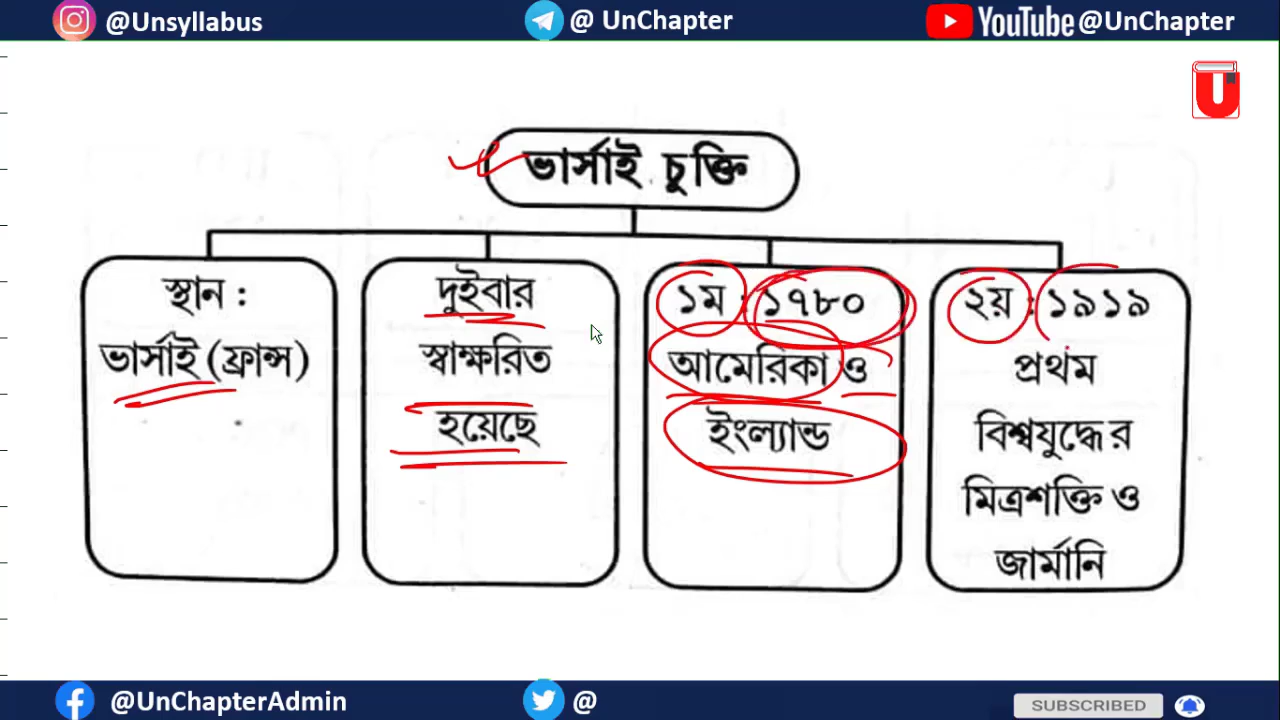 @Unsyllabus
@ UnChapter
YouTube @UnChapter
U
ভার্সাই চুক্তি
স্থান :
ভার্সাই (ফ্রান্স)
দুইবার
স্বাক্ষরিত
হয়েছে
১ম : ১৭৮০
আমেরিকা ও
ইংল্যান্ড
২য় : ১৯১৯
প্রথম
বিশ্বযুদ্ধের
মিত্রশক্তি ও
জার্মানি
@UnChapterAdmin
@
SUBSCRIBED